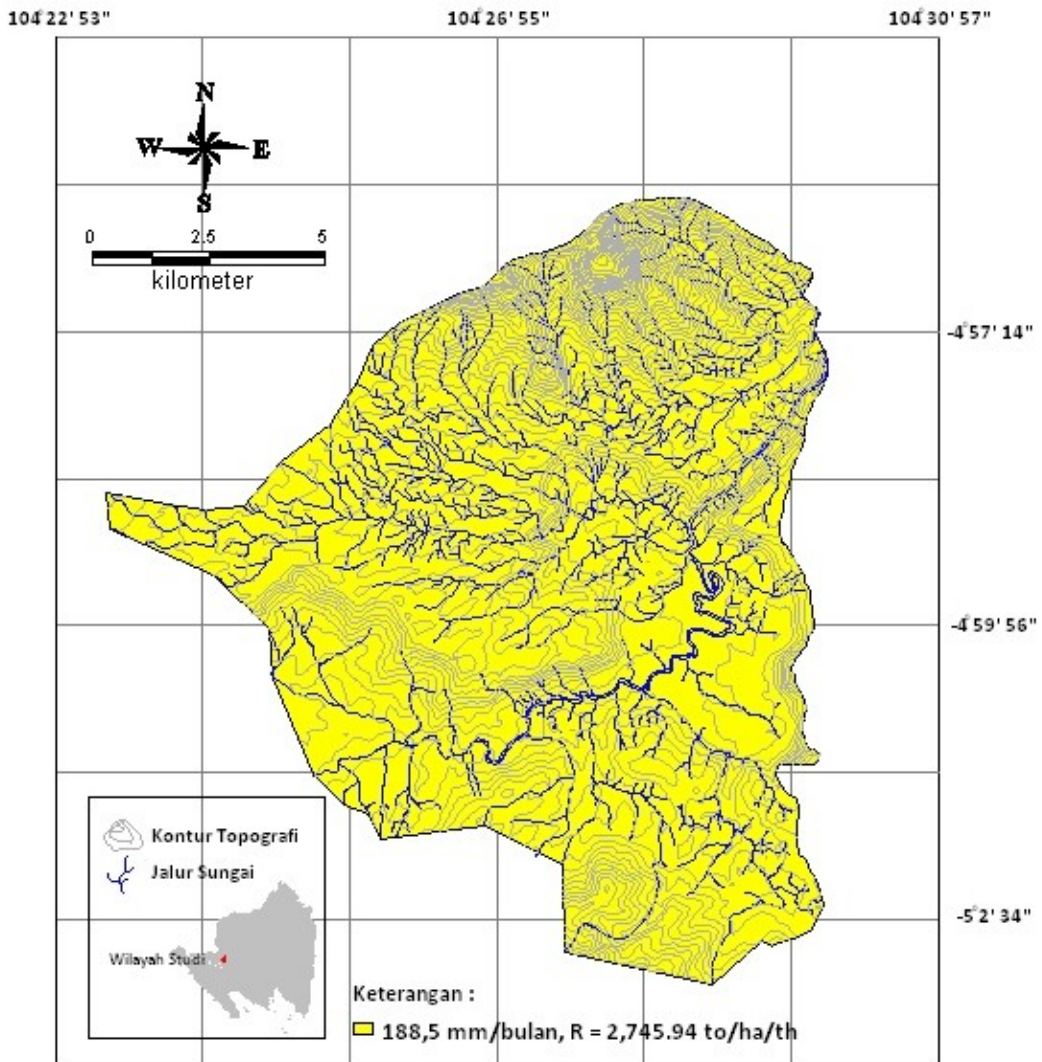 104°22'53" 104°26'55" 104°30'57"
N
W E
S
0 2.5 5
kilometer
-4°57'14"
-4°59'56"
Kontur Topografi
Jalur Sungai
-5°2'34"
Wilayah Studi
Keterangan :
188,5 mm/bulan, R = 2,745.94 to/ha/th